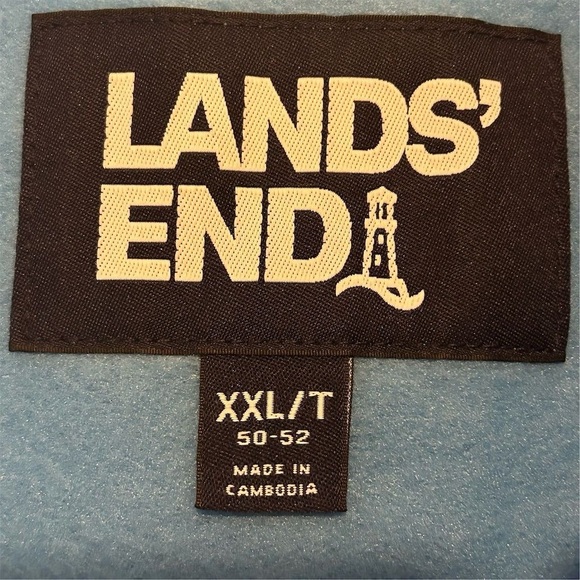 LANDS'
END
XXL/T
50-52
MADE IN
CAMBODIA